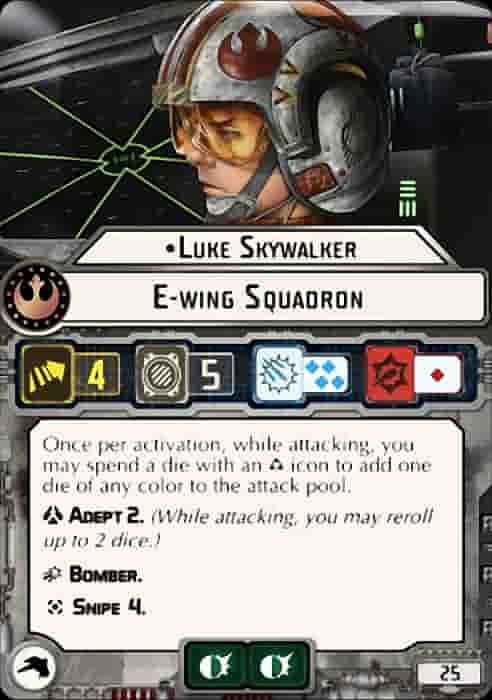 •Luke Skywalker
E-wing Squadron
4 5
Once per activation, while attacking, you
may spend a die with an icon to add one
die of any color to the attack pool.
Adept 2. (While attacking, you may reroll
up to 2 dice.)
Bomber.
Snipe 4.
25